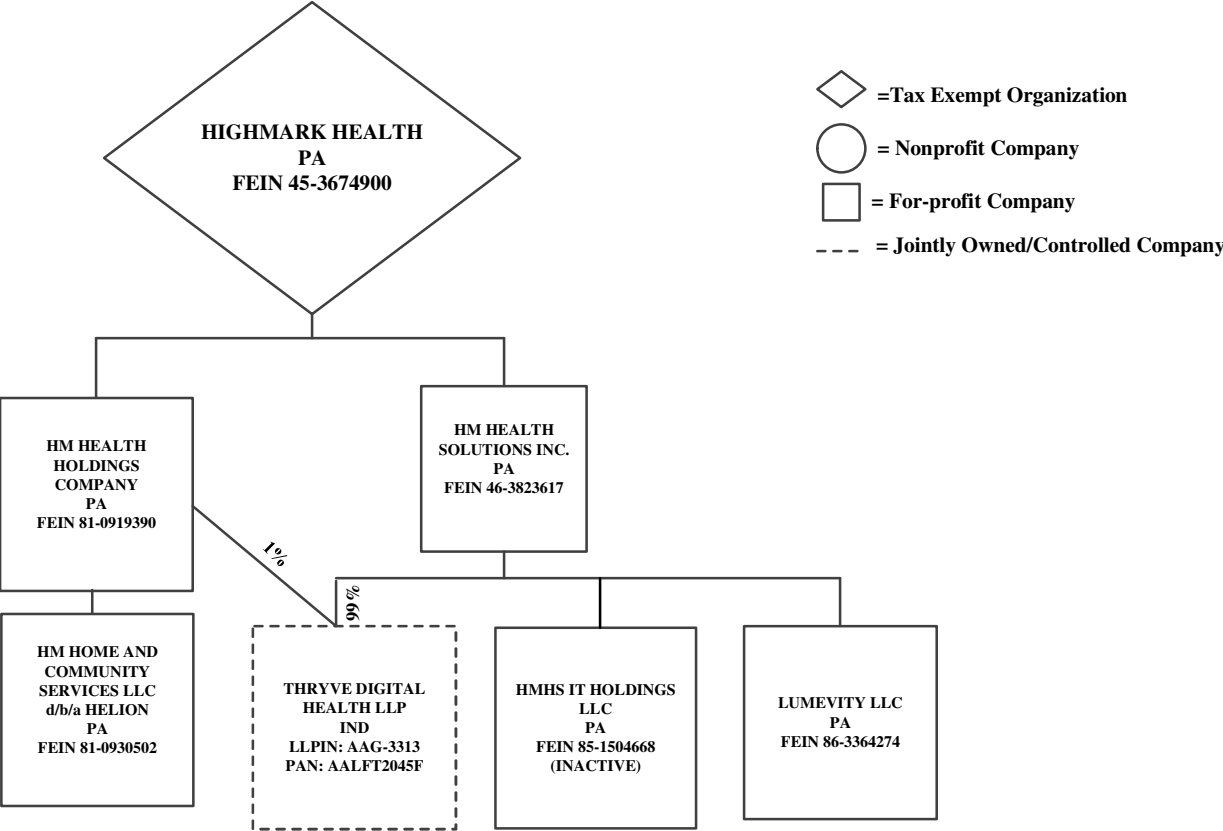 HIGHMARK HEALTH
PA
FEIN 45-3674900
=Tax Exempt Organization
= Nonprofit Company
= For-profit Company
= Jointly Owned/Controlled Company
HM HEALTH
HOLDINGS
COMPANY
PA
FEIN 81-0919390
HM HEALTH
SOLUTIONS INC.
PA
FEIN 46-3823617
1%
99%
HM HOME AND
COMMUNITY
SERVICES LLC
d/b/a HELION
PA
FEIN 81-0930502
THRYVE DIGITAL
HEALTH LLP
IND
LLPIN: AAG-3313
PAN: AALFT2045F
HMHS IT HOLDINGS
LLC
PA
FEIN 85-1504668
(INACTIVE)
LUMEVITY LLC
PA
FEIN 86-3364274